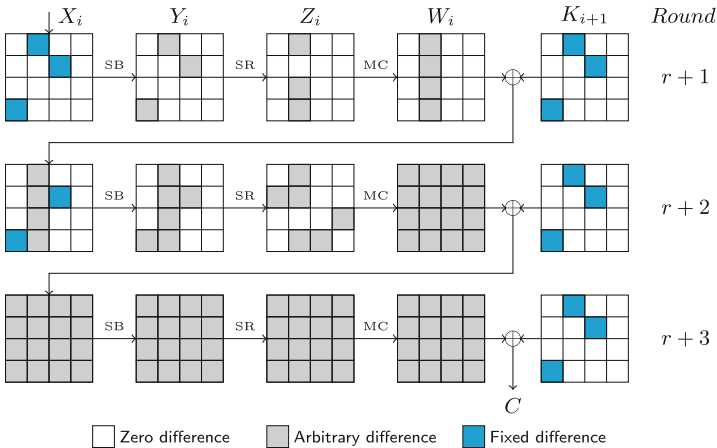 X_i Y_i Z_i W_i K_{i+1} Round
SB SR MC r + 1
SB SR MC r + 2
SB SR MC r + 3
C
Zero difference Arbitrary difference Fixed difference